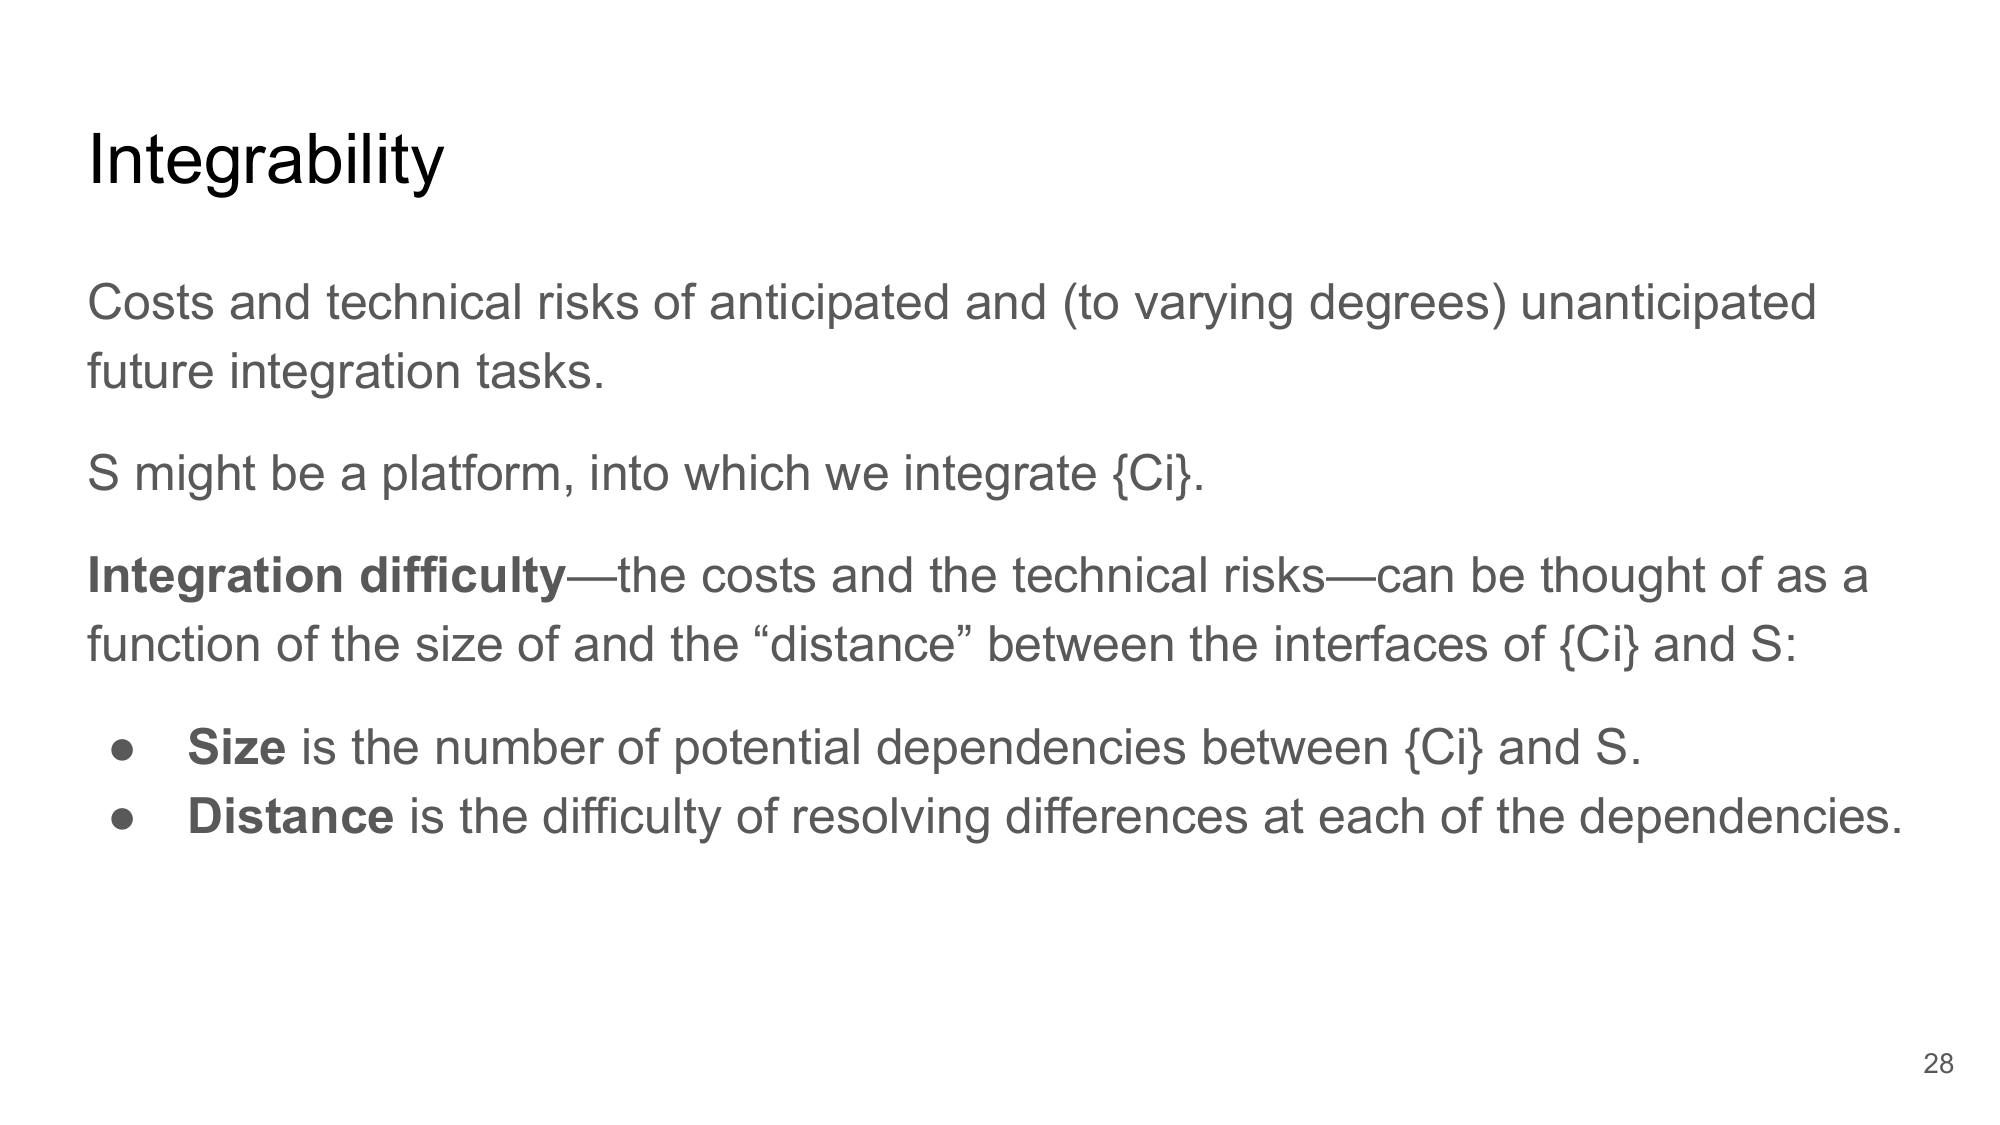 Integrability
Costs and technical risks of anticipated and (to varying degrees) unanticipated
future integration tasks.
S might be a platform, into which we integrate {Ci}.
Integration difficulty—the costs and the technical risks—can be thought of as a
function of the size of and the “distance” between the interfaces of {Ci} and S:
● Size is the number of potential dependencies between {Ci} and S.
● Distance is the difficulty of resolving differences at each of the dependencies.
28